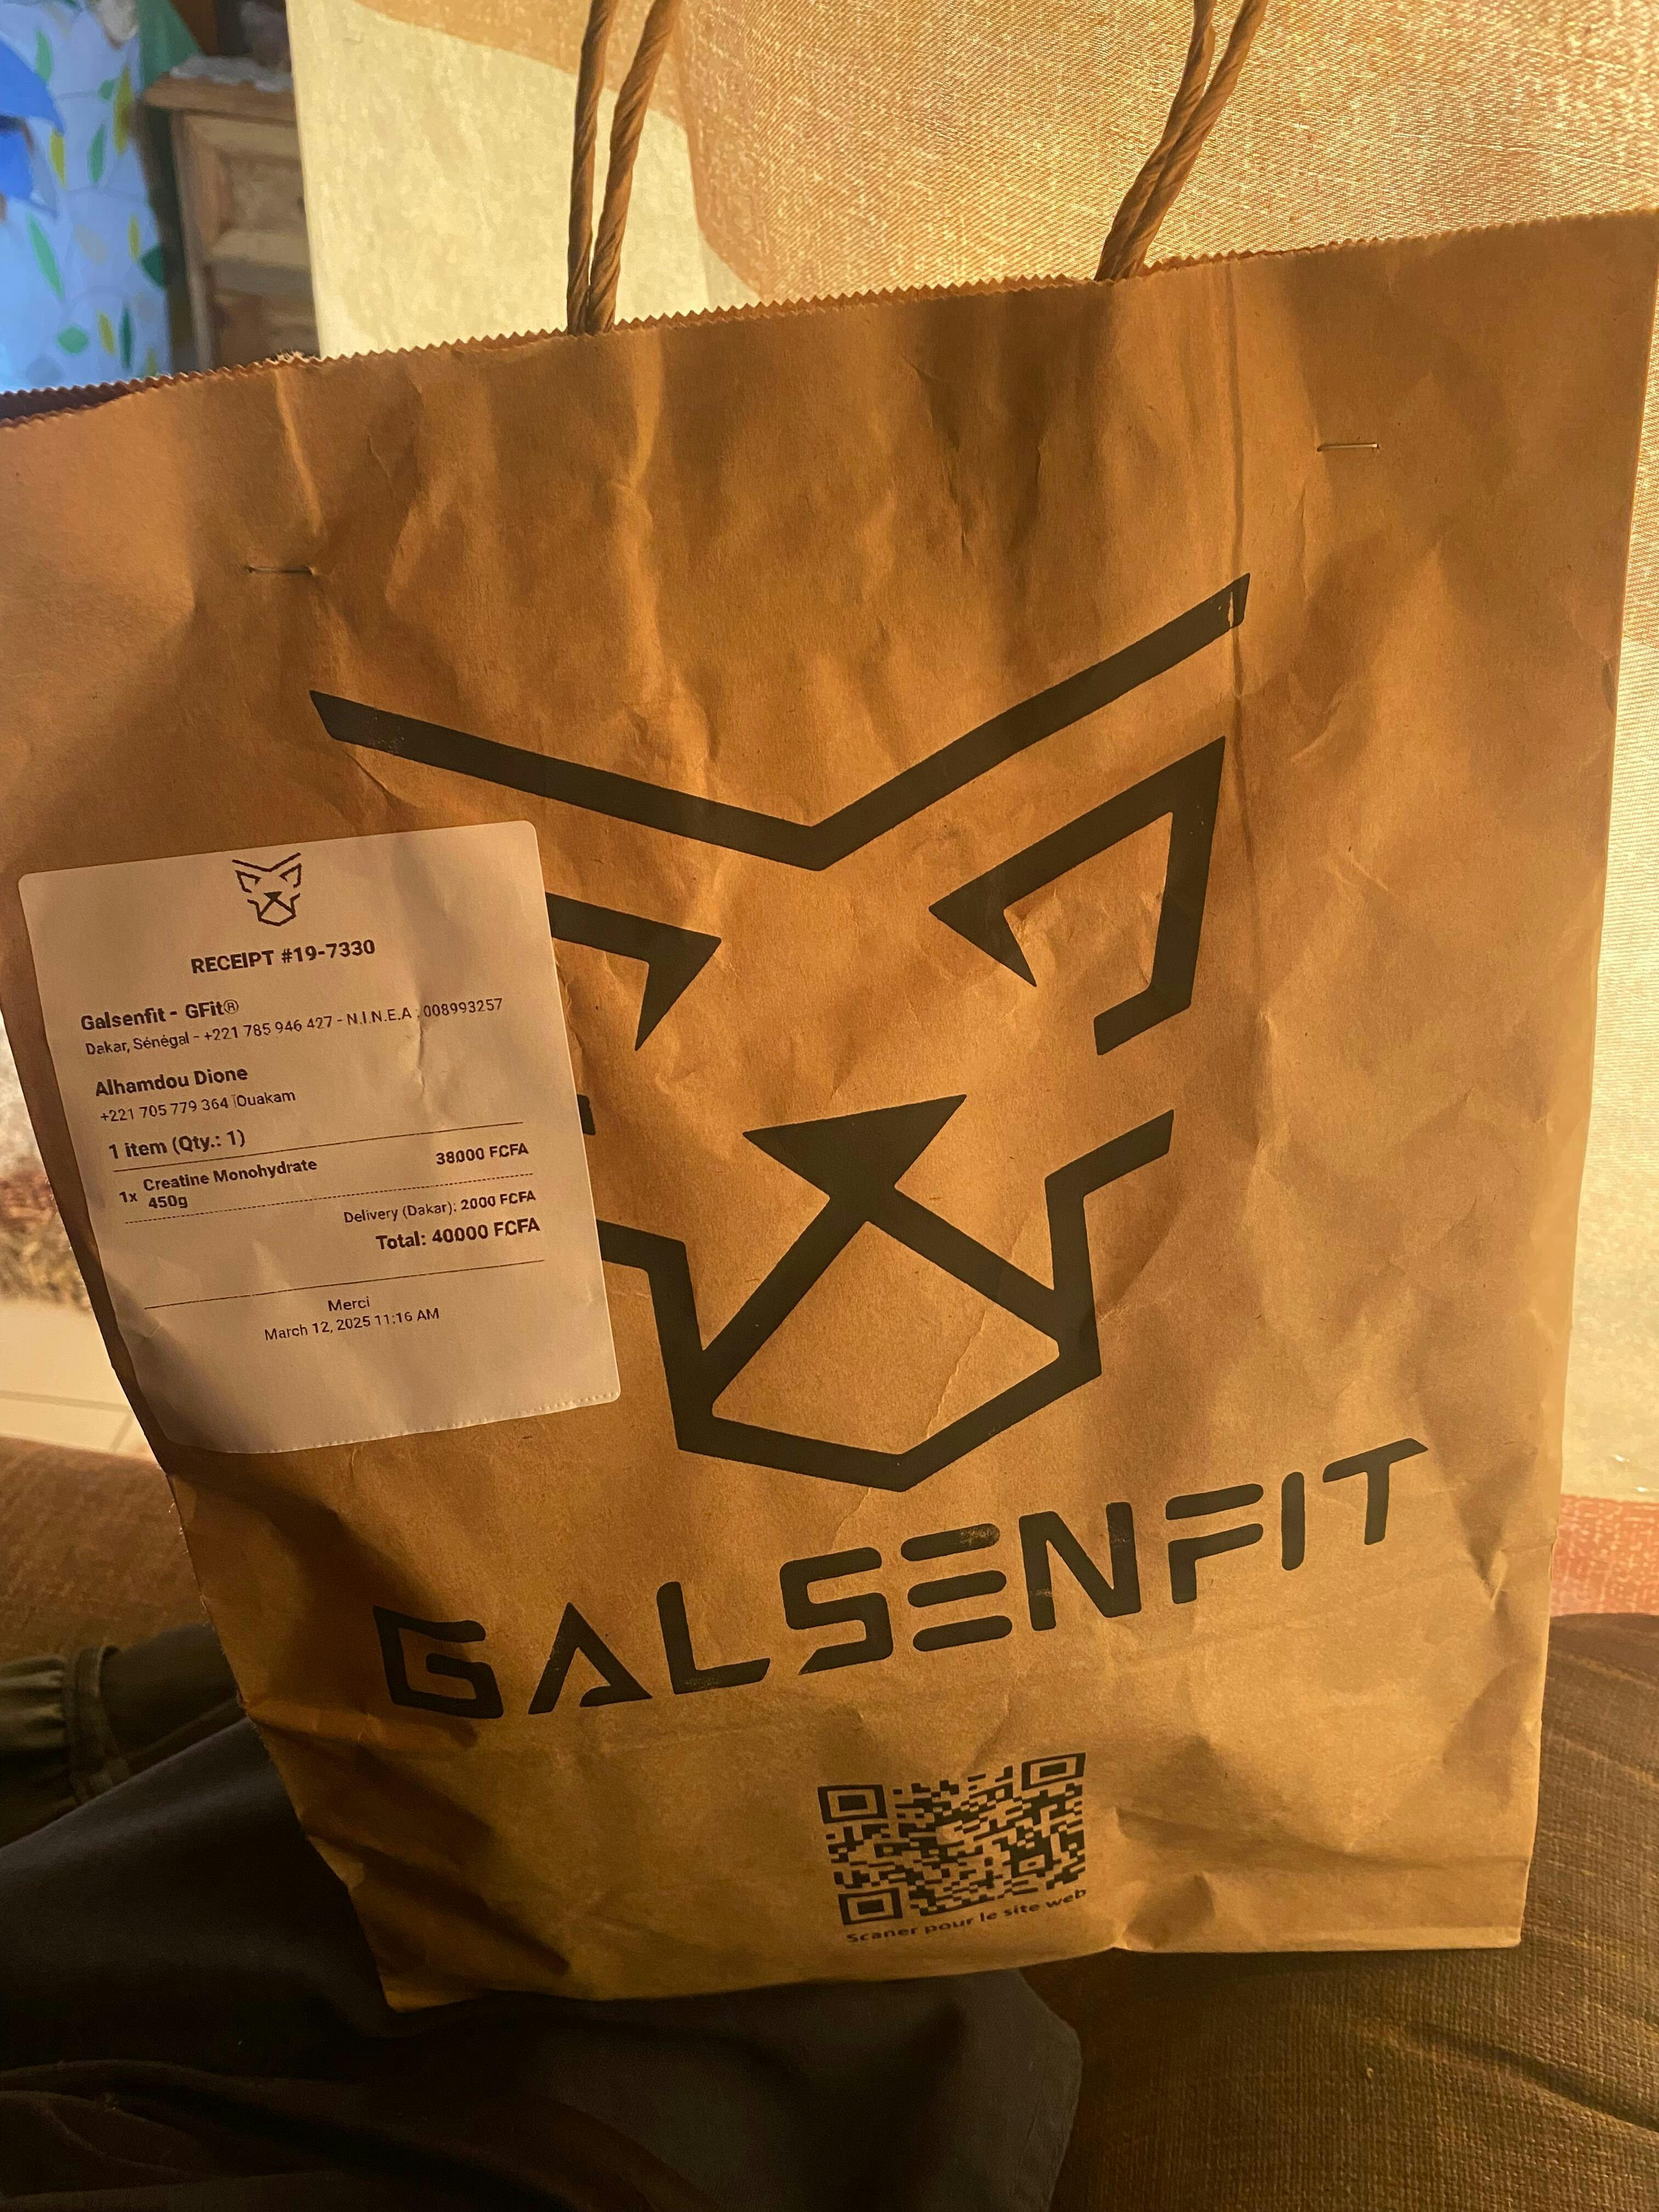 RECEIPT #19-7330
Galsenfit - GFit®
Dakar, Sénégal - +221 785 946 427 - N.I.N.E.A : 008993257
Alhamdou Dione
+221 705 779 364 Ouakam
1 item (Qty.: 1)
1x Creatine Monohydrate 38000 FCFA
450g
Delivery (Dakar): 2000 FCFA
Total: 40000 FCFA
Merci
March 12, 2025 11:16 AM
GALSENFIT
Scaner pour le site web